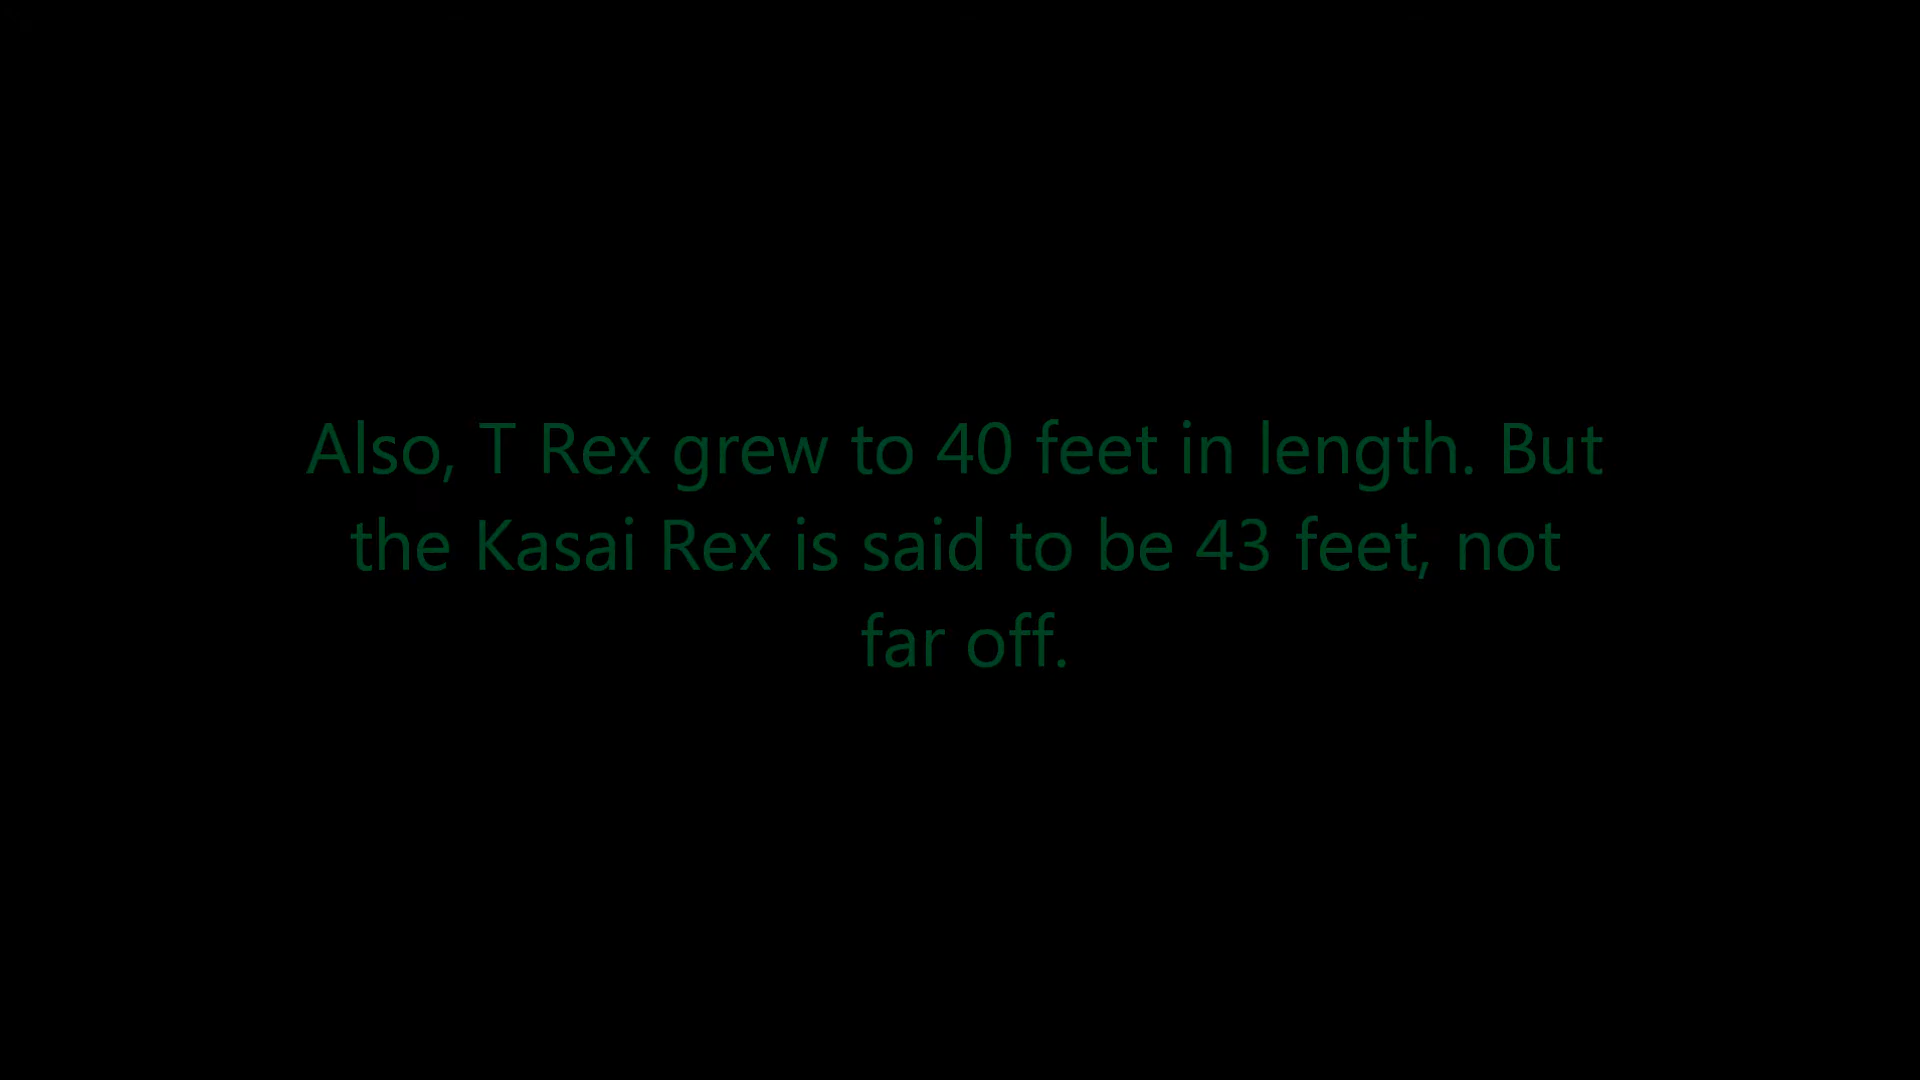 Also, T Rex grew to 40 feet in length. But
the Kasai Rex is said to be 43 feet, not
far off.